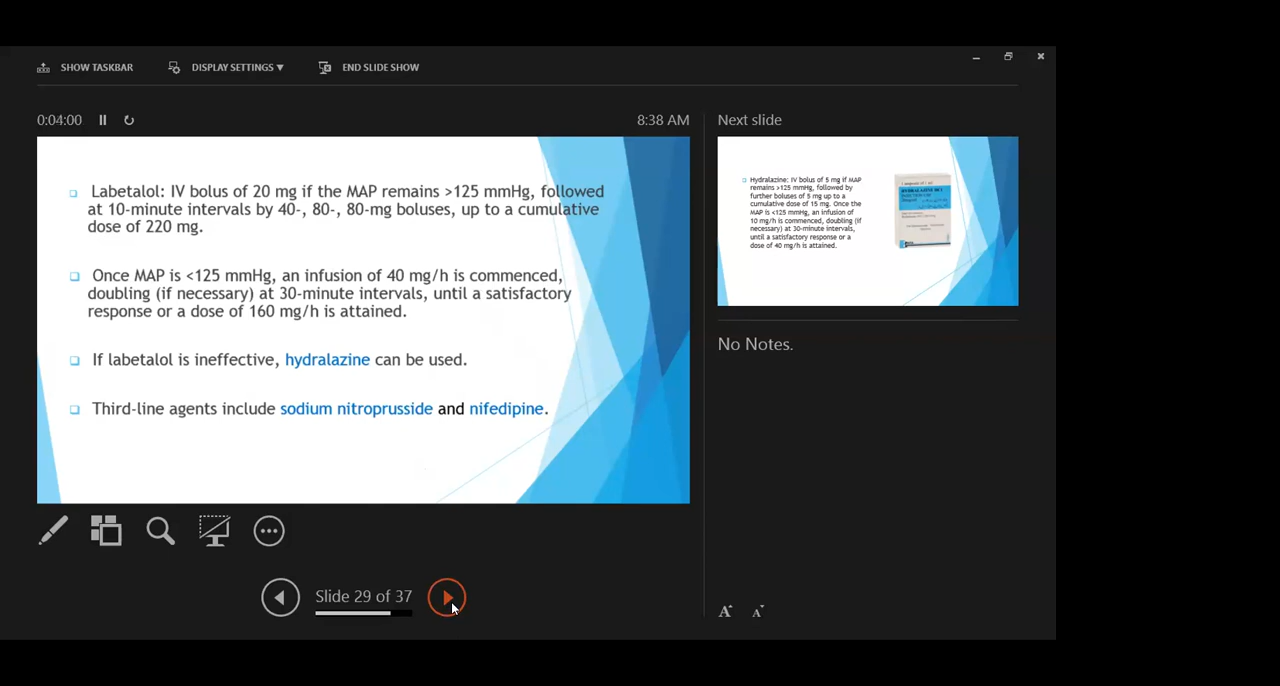 SHOW TASKBAR DISPLAY SETTINGS ▼ END SLIDE SHOW
0:04:00 8:38 AM
Labetalol: IV bolus of 20 mg if the MAP remains >125 mmHg, followed
at 10-minute intervals by 40-, 80-, 80-mg boluses, up to a cumulative
dose of 220 mg.
Once MAP is <125 mmHg, an infusion of 40 mg/h is commenced,
doubling (if necessary) at 30-minute intervals, until a satisfactory
response or a dose of 160 mg/h is attained.
If labetalol is ineffective, hydralazine can be used.
Third-line agents include sodium nitroprusside and nifedipine.
Slide 29 of 37
Next slide
Hydralazine: IV bolus of 5 mg if MAP
remains >125 mmHg, followed by
further boluses of 5 mg up to a
cumulative dose of 15 mg. Once the
MAP is <125 mmHg, an infusion of
10 mg/h is commenced, doubling (if
necessary) at 30-minute intervals,
until a satisfactory response or a
dose of 40 mg/h is attained.
No Notes.
A A